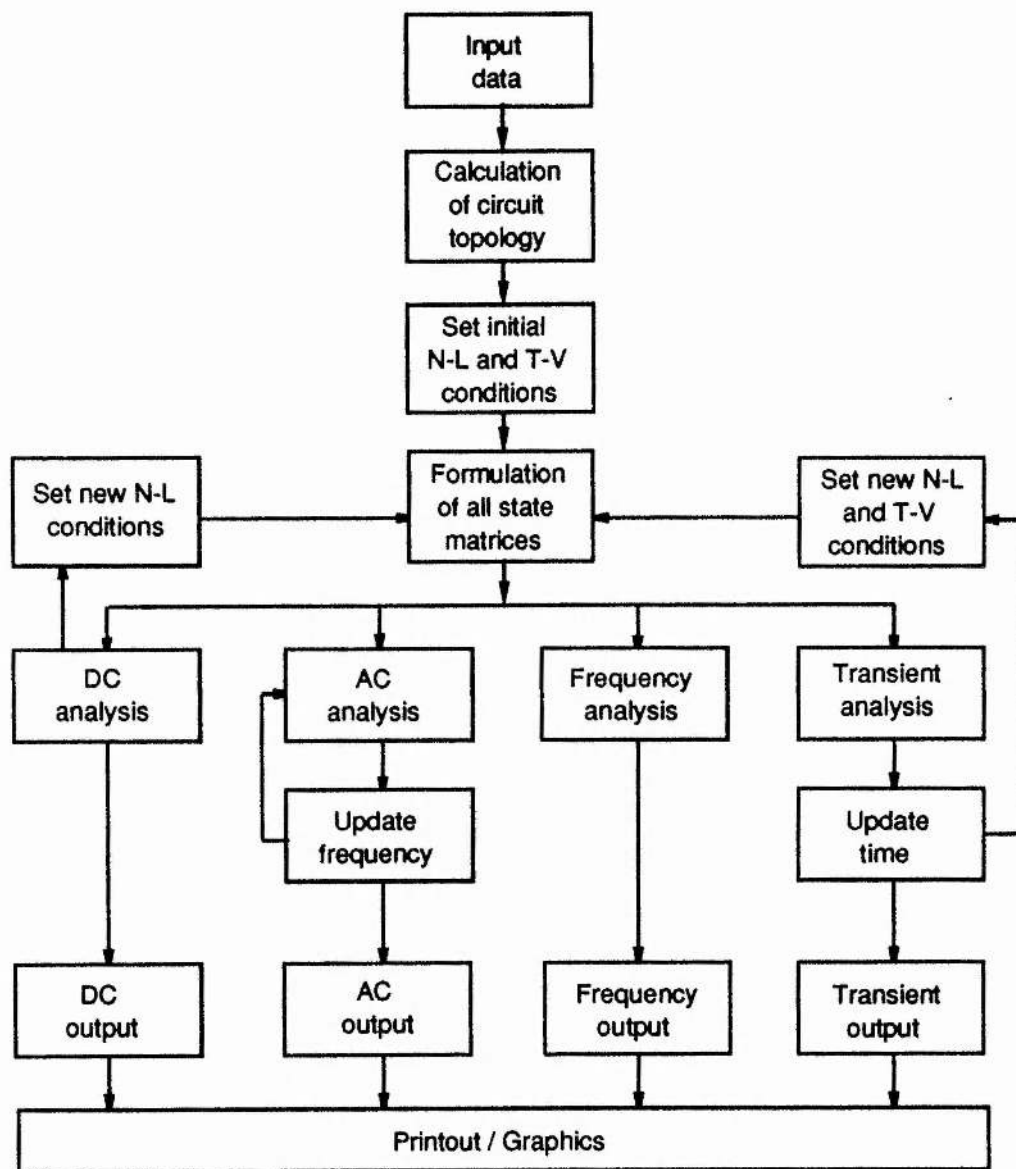 Input
data
Calculation
of circuit
topology
Set initial
N-L and T-V
conditions
Set new N-L
conditions
Formulation
of all state
matrices
Set new N-L
and T-V
conditions
DC
analysis
AC
analysis
Frequency
analysis
Transient
analysis
Update
frequency
Update
time
DC
output
AC
output
Frequency
output
Transient
output
Printout / Graphics